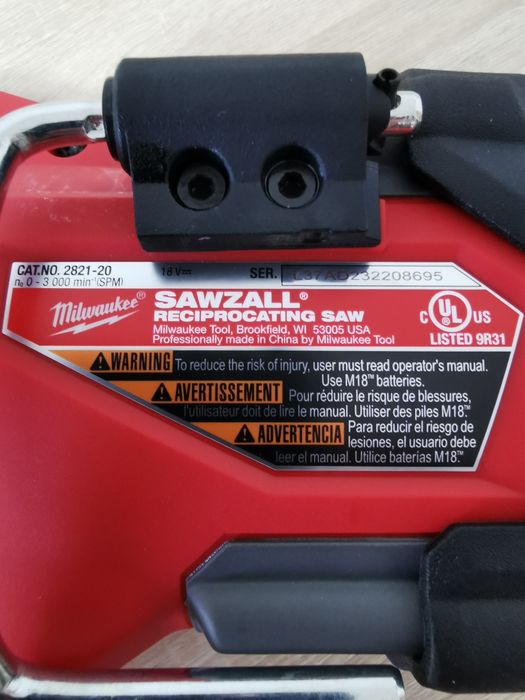 CAT.NO. 2821-20 18 V⎓ SER. L37AD232208695
n₀ 0 - 3 000 min⁻¹(SPM)
Milwaukee® SAWZALL®
RECIPROCATING SAW
Milwaukee Tool, Brookfield, WI 53005 USA
Professionally made in China by Milwaukee Tool
C UL® US
LISTED 9R31
WARNING To reduce the risk of injury, user must read operator's manual.
Use M18™ batteries.
AVERTISSEMENT Pour réduire le risque de blessures,
l'utilisateur doit de lire le manual. Utiliser des piles M18™.
ADVERTENCIA Para reducir el riesgo de
lesiones, el usuario debe
leer el manual. Utilice baterías M18™.